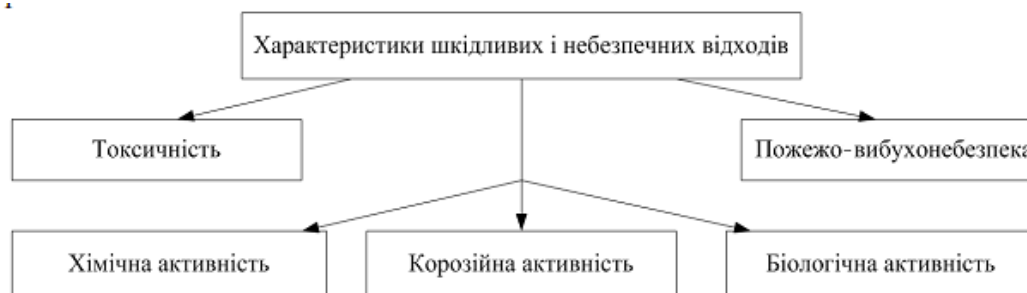 Характеристики шкідливих і небезпечних відходів
Токсичність
Пожежо-вибухонебезпека
Хімічна активність
Корозійна активність
Біологічна активність